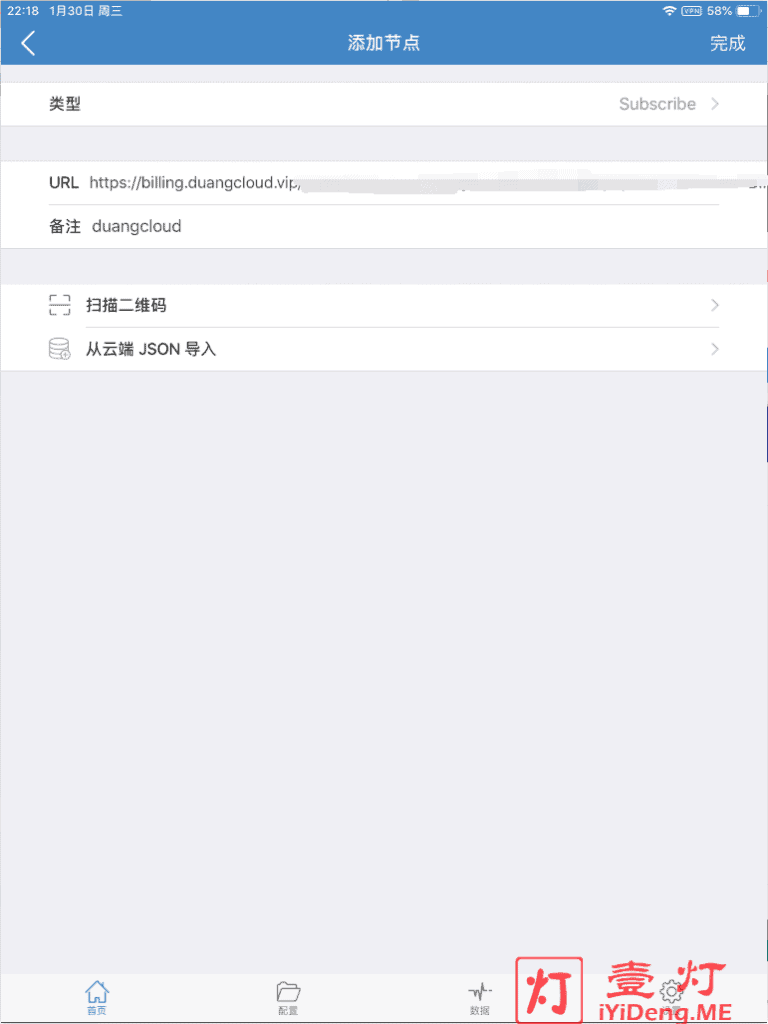 22:18 1月30日 周三
VPN 58%
添加节点
完成
类型
Subscribe
URL https://billing.duangcloud.vip/
备注 duangcloud
扫描二维码
从云端 JSON 导入
首页
配置
数据
灯
壹灯
iYiDeng.ME